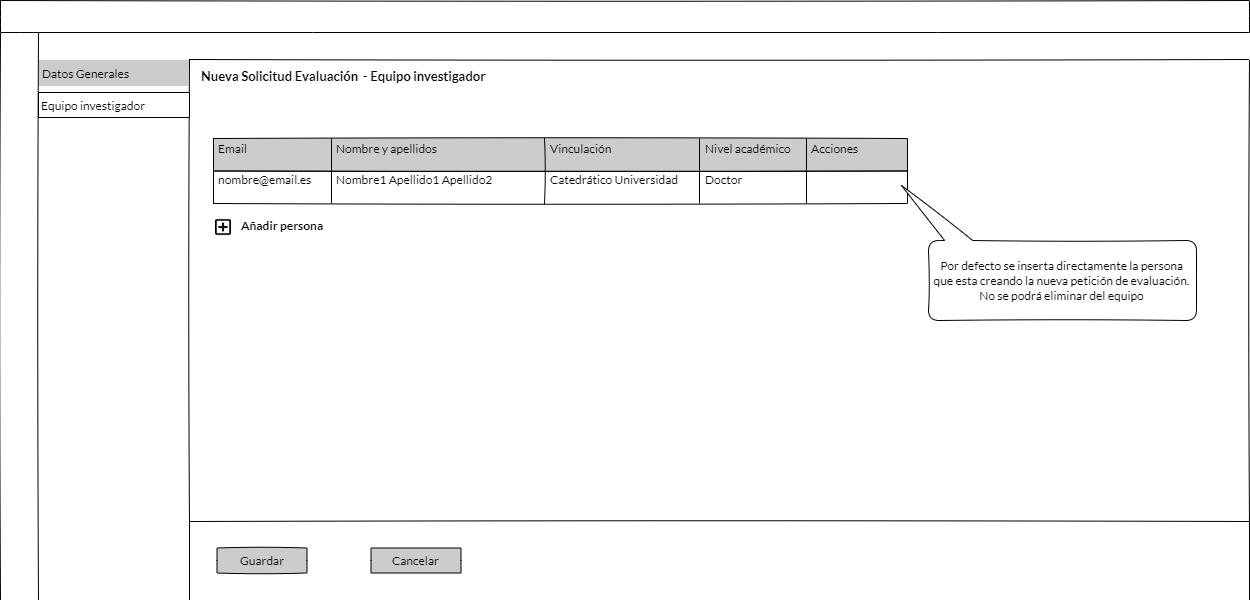 Datos Generales
Equipo investigador
Nueva Solicitud Evaluación - Equipo investigador
Email Nombre y apellidos Vinculación Nivel académico Acciones
nombre@email.es Nombre1 Apellido1 Apellido2 Catedrático Universidad Doctor
Añadir persona
Por defecto se inserta directamente la persona
que esta creando la nueva petición de evaluación.
No se podrá eliminar del equipo
Guardar Cancelar